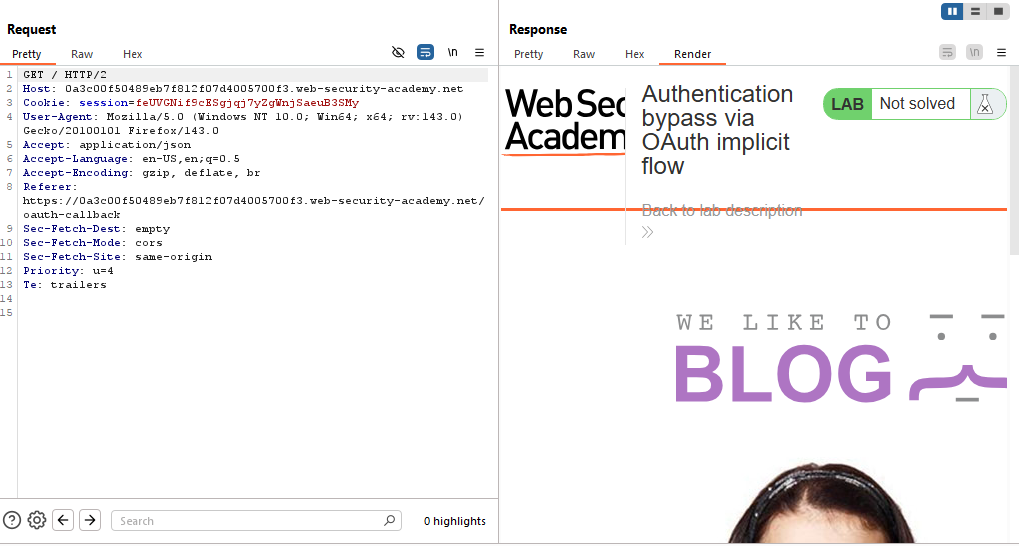 Request
Pretty Raw Hex \n
1 GET / HTTP/2
2 Host: 0a3c00f50489eb7f812f07d4005700f3.web-security-academy.net
3 Cookie: session=feUVGNif9cESgjqj7yZgWnjSaeuB3SMy
4 User-Agent: Mozilla/5.0 (Windows NT 10.0; Win64; x64; rv:143.0)
Gecko/20100101 Firefox/143.0
5 Accept: application/json
6 Accept-Language: en-US,en;q=0.5
7 Accept-Encoding: gzip, deflate, br
8 Referer:
https://0a3c00f50489eb7f812f07d4005700f3.web-security-academy.net/
oauth-callback
9 Sec-Fetch-Dest: empty
10 Sec-Fetch-Mode: cors
11 Sec-Fetch-Site: same-origin
12 Priority: u=4
13 Te: trailers
14
15
Search
0 highlights
Response
Pretty Raw Hex Render \n
Web Sec
Academ
Authentication
bypass via
OAuth implicit
flow
LAB Not solved
Back to lab description
WE LIKE TO
BLOG